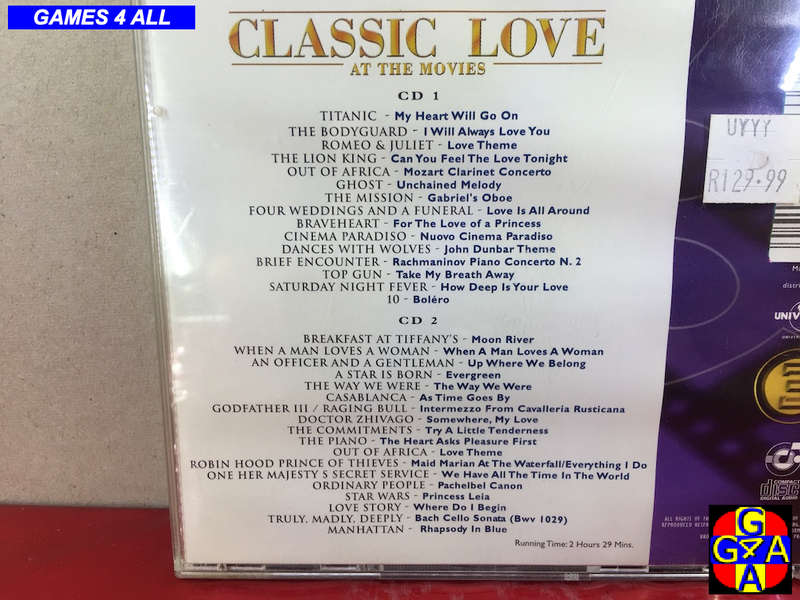 GAMES 4 ALL
CLASSIC LOVE
AT THE MOVIES
CD 1
TITANIC - My Heart Will Go On
THE BODYGUARD - I Will Always Love You
ROMEO & JULIET - Love Theme
THE LION KING - Can You Feel The Love Tonight
OUT OF AFRICA - Mozart Clarinet Concerto
GHOST - Unchained Melody
THE MISSION - Gabriel's Oboe
FOUR WEDDINGS AND A FUNERAL - Love Is All Around
BRAVEHEART - For The Love of a Princess
CINEMA PARADISO - Nuovo Cinema Paradiso
DANCES WITH WOLVES - John Dunbar Theme
BRIEF ENCOUNTER - Rachmaninov Piano Concerto N. 2
TOP GUN - Take My Breath Away
SATURDAY NIGHT FEVER - How Deep Is Your Love
10 - Boléro
CD 2
BREAKFAST AT TIFFANY'S - Moon River
WHEN A MAN LOVES A WOMAN - When A Man Loves A Woman
AN OFFICER AND A GENTLEMAN - Up Where We Belong
A STAR IS BORN - Evergreen
THE WAY WE WERE - The Way We Were
CASABLANCA - As Time Goes By
GODFATHER III / RAGING BULL - Intermezzo From Cavalleria Rusticana
DOCTOR ZHIVAGO - Somewhere, My Love
THE COMMITMENTS - Try A Little Tenderness
THE PIANO - The Heart Asks Pleasure First
OUT OF AFRICA - Love Theme
ROBIN HOOD PRINCE OF THIEVES - Maid Marian At The Waterfall/Everything I Do
ONE HER MAJESTY S SECRET SERVICE - We Have All The Time In The World
ORDINARY PEOPLE - Pachelbel Canon
STAR WARS - Princess Leia
LOVE STORY - Where Do I Begin
TRULY, MADLY, DEEPLY - Bach Cello Sonata (Bwv 1029)
MANHATTAN - Rhapsody In Blue
Running Time: 2 Hours 29 Mins.
UYYY
R129.99
distri
UNIV
COMPACT
disc
DIGITAL AUDIO
ALL RIGHTS OF
G
G4A
A